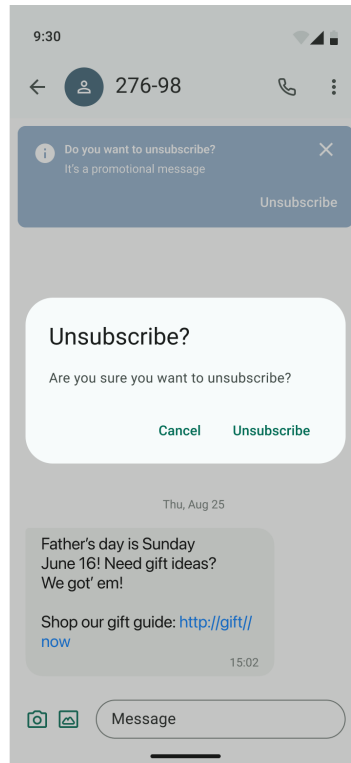 9:30
276-98
Do you want to unsubscribe?
It's a promotional message
Unsubscribe
Unsubscribe?
Are you sure you want to unsubscribe?
Cancel Unsubscribe
Thu, Aug 25
Father's day is Sunday
June 16! Need gift ideas?
We got' em!
Shop our gift guide: http://gift//
now
15:02
Message